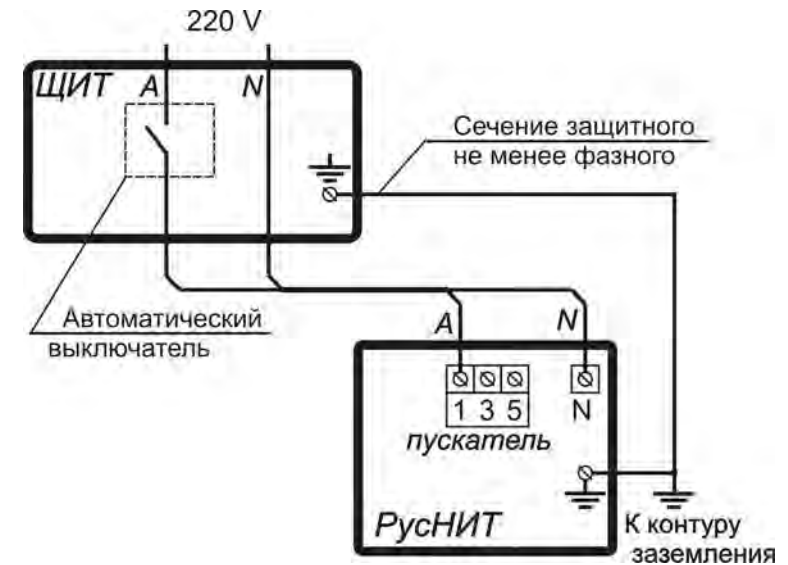 220 V
ЩИТ A N
Сечение защитного
не менее фазного
Автоматический
выключатель
A N
1 3 5 N
пускатель
РусНИТ
К контуру
заземления